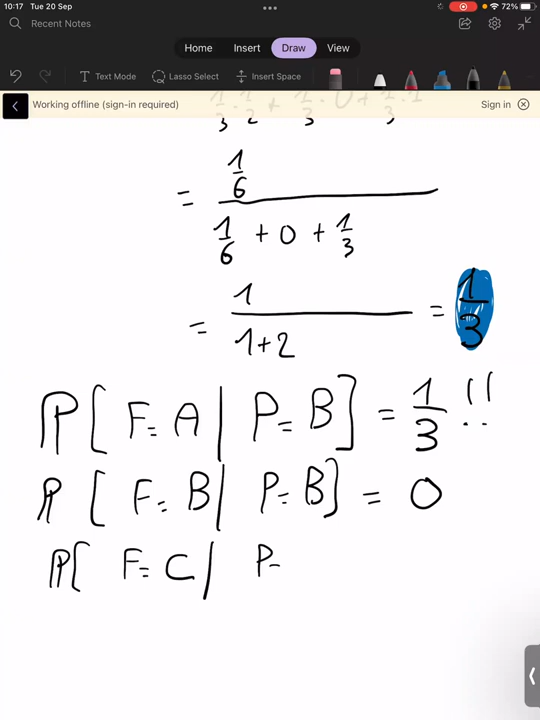 10:17 Tue 20 Sep 72%
Recent Notes
Home Insert Draw View
Text Mode Lasso Select Insert Space
Working offline (sign-in required) Sign in
1/6
= ―――
1/6 + 0 + 1/3
= 1/(1+2) = 1/3
ℙ[ F= A | P= B] = 1/3 !!
ℙ[ F= B | P= B] = 0
ℙ[ F= C | P=